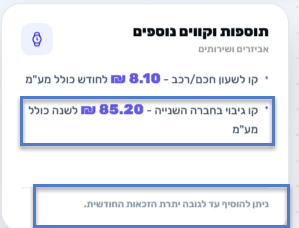 תוספות וקווים נוספים
אביזרים ושירותים
• קו לשעון חכם/רכב - 8.10 ₪ לחודש כולל מע"מ
• קו גיבוי בחברה השנייה - 85.20 ₪ לשנה כולל
מע"מ
ניתן להוסיף עד לגובה יתרת הזכאות החודשית.